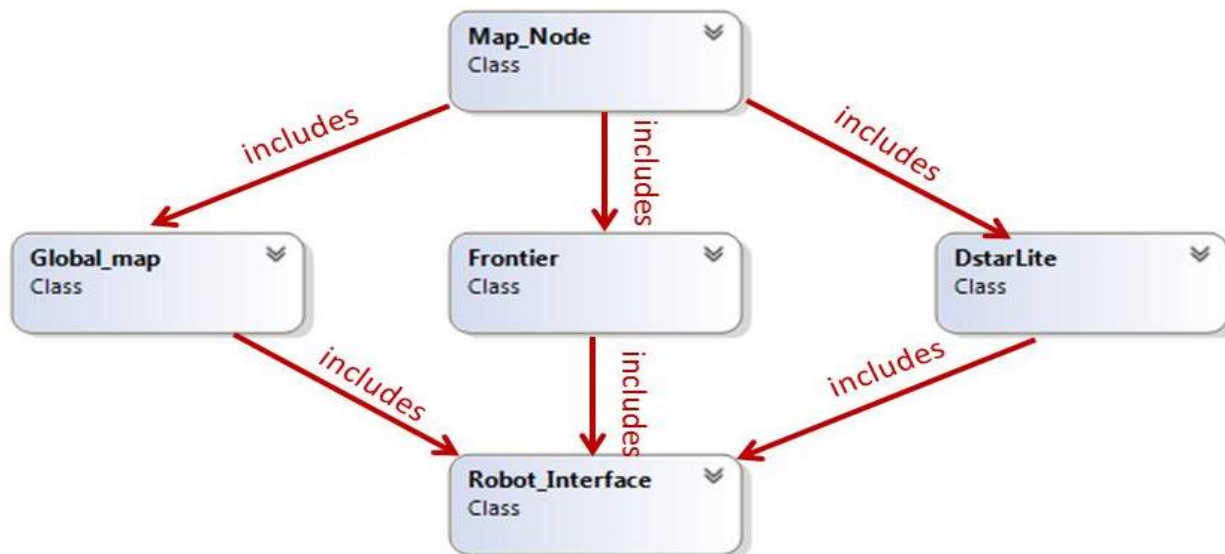 Map_Node
Class
includes
includes
includes
Global_map
Class
Frontier
Class
DstarLite
Class
includes
includes
includes
Robot_Interface
Class